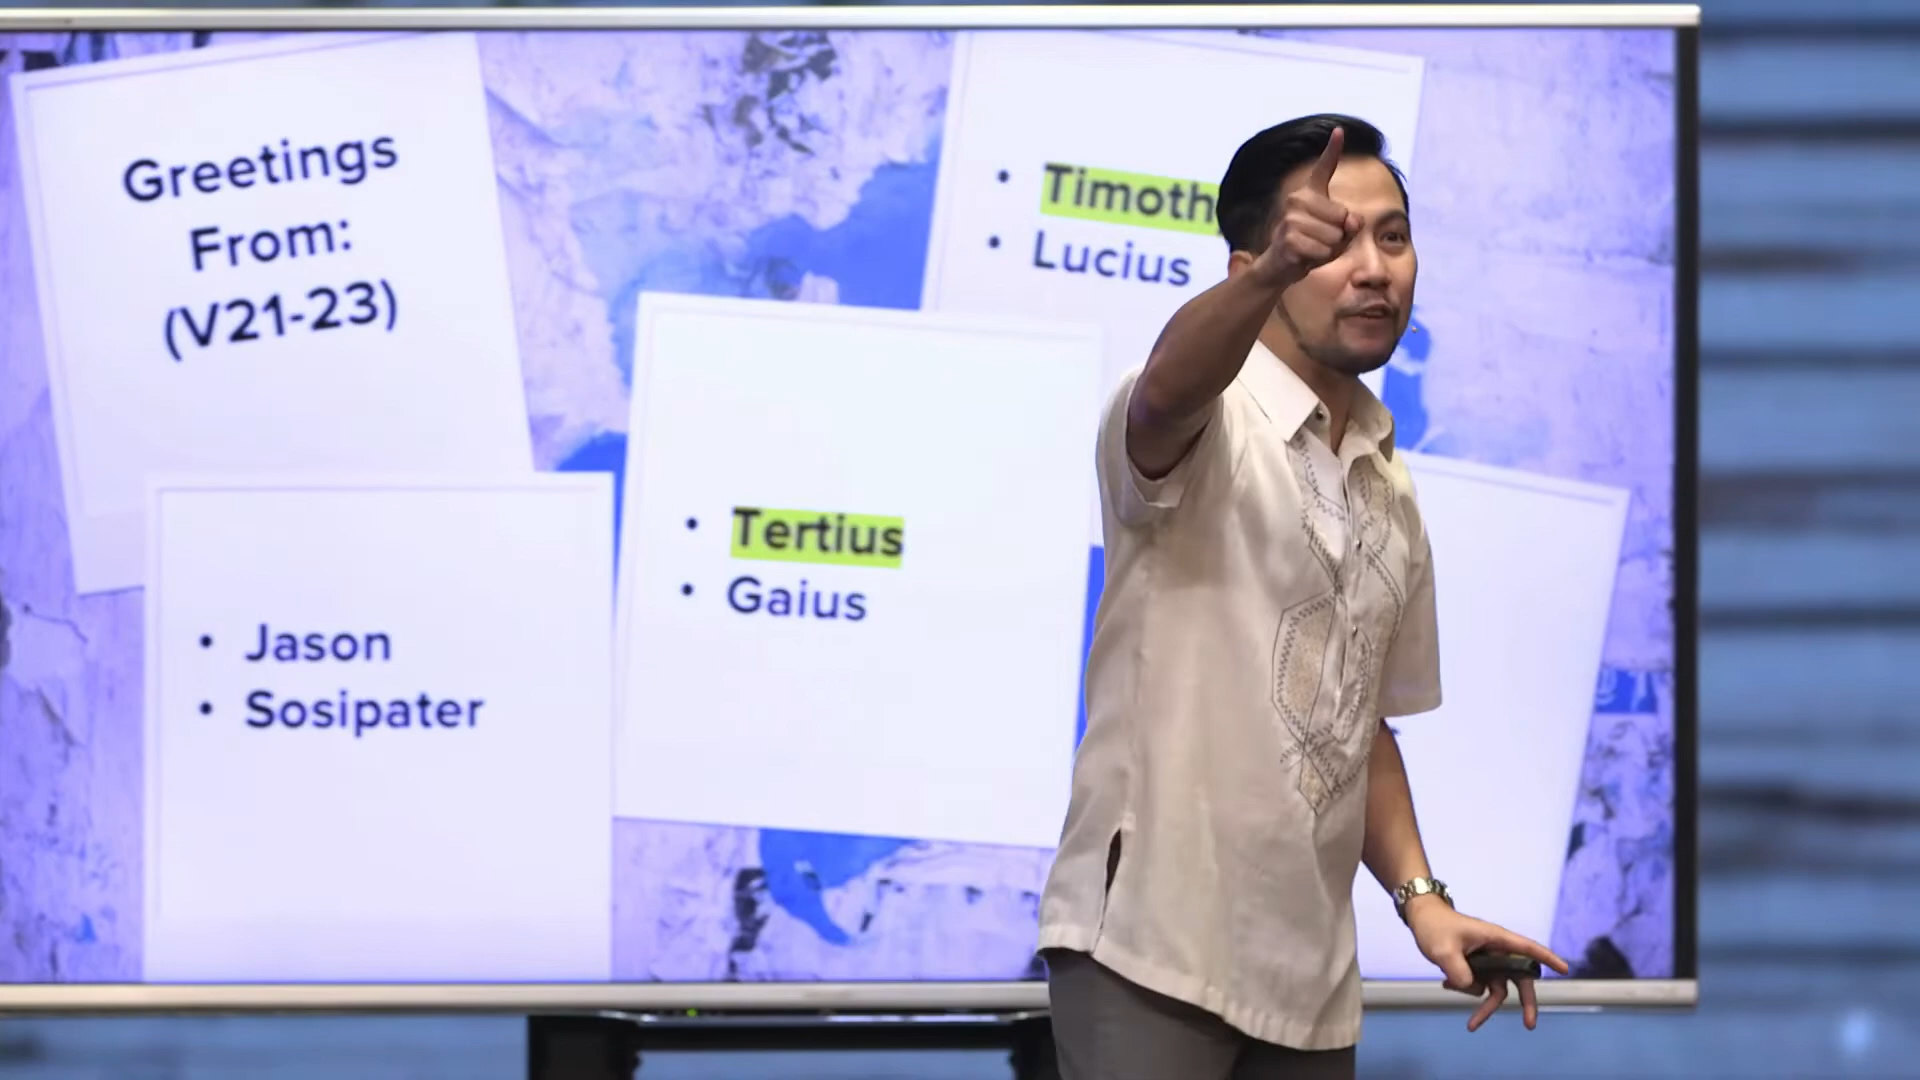 Greetings
From:
(V21-23)
• Timoth
• Lucius
• Tertius
• Gaius
• Jason
• Sosipater